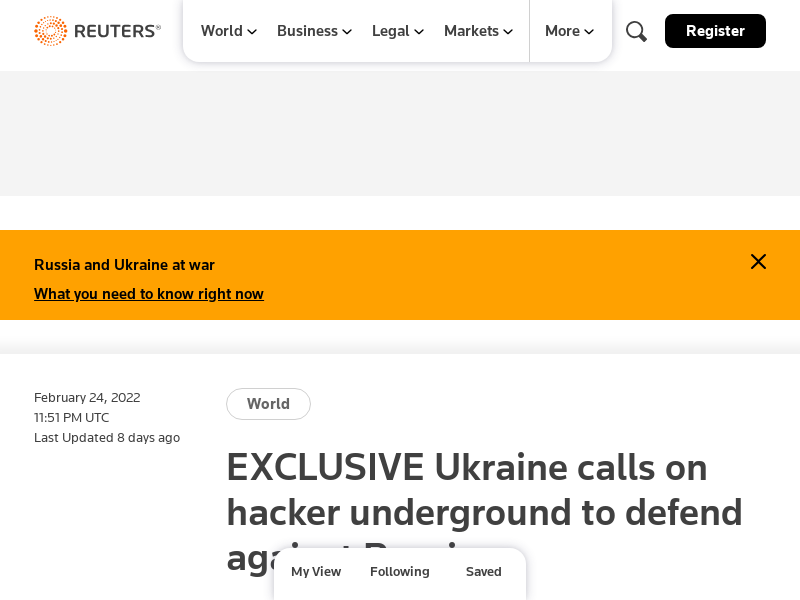 REUTERS®
World Business Legal Markets More Register
Russia and Ukraine at war
What you need to know right now
February 24, 2022
11:51 PM UTC
Last Updated 8 days ago
World
EXCLUSIVE Ukraine calls on
hacker underground to defend
My View Following Saved